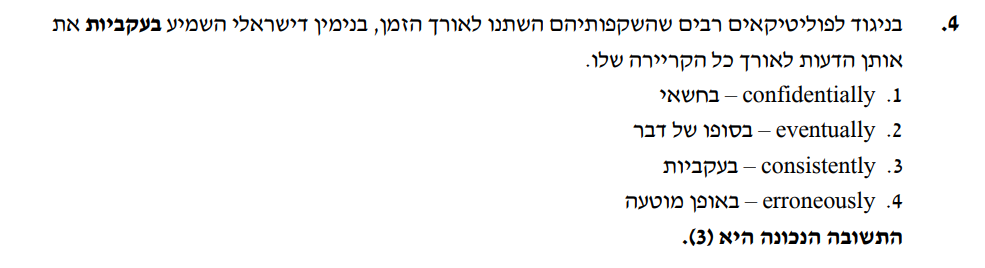 4. בניגוד לפוליטיקאים רבים שהשקפותיהם השתנו לאורך הזמן, בנימין דישראלי השמיע בעקביות את
אותן הדעות לאורך כל הקריירה שלו.
1. confidentially – בחשאי
2. eventually – בסופו של דבר
3. consistently – בעקביות
4. erroneously – באופן מוטעה
התשובה הנכונה היא (3).